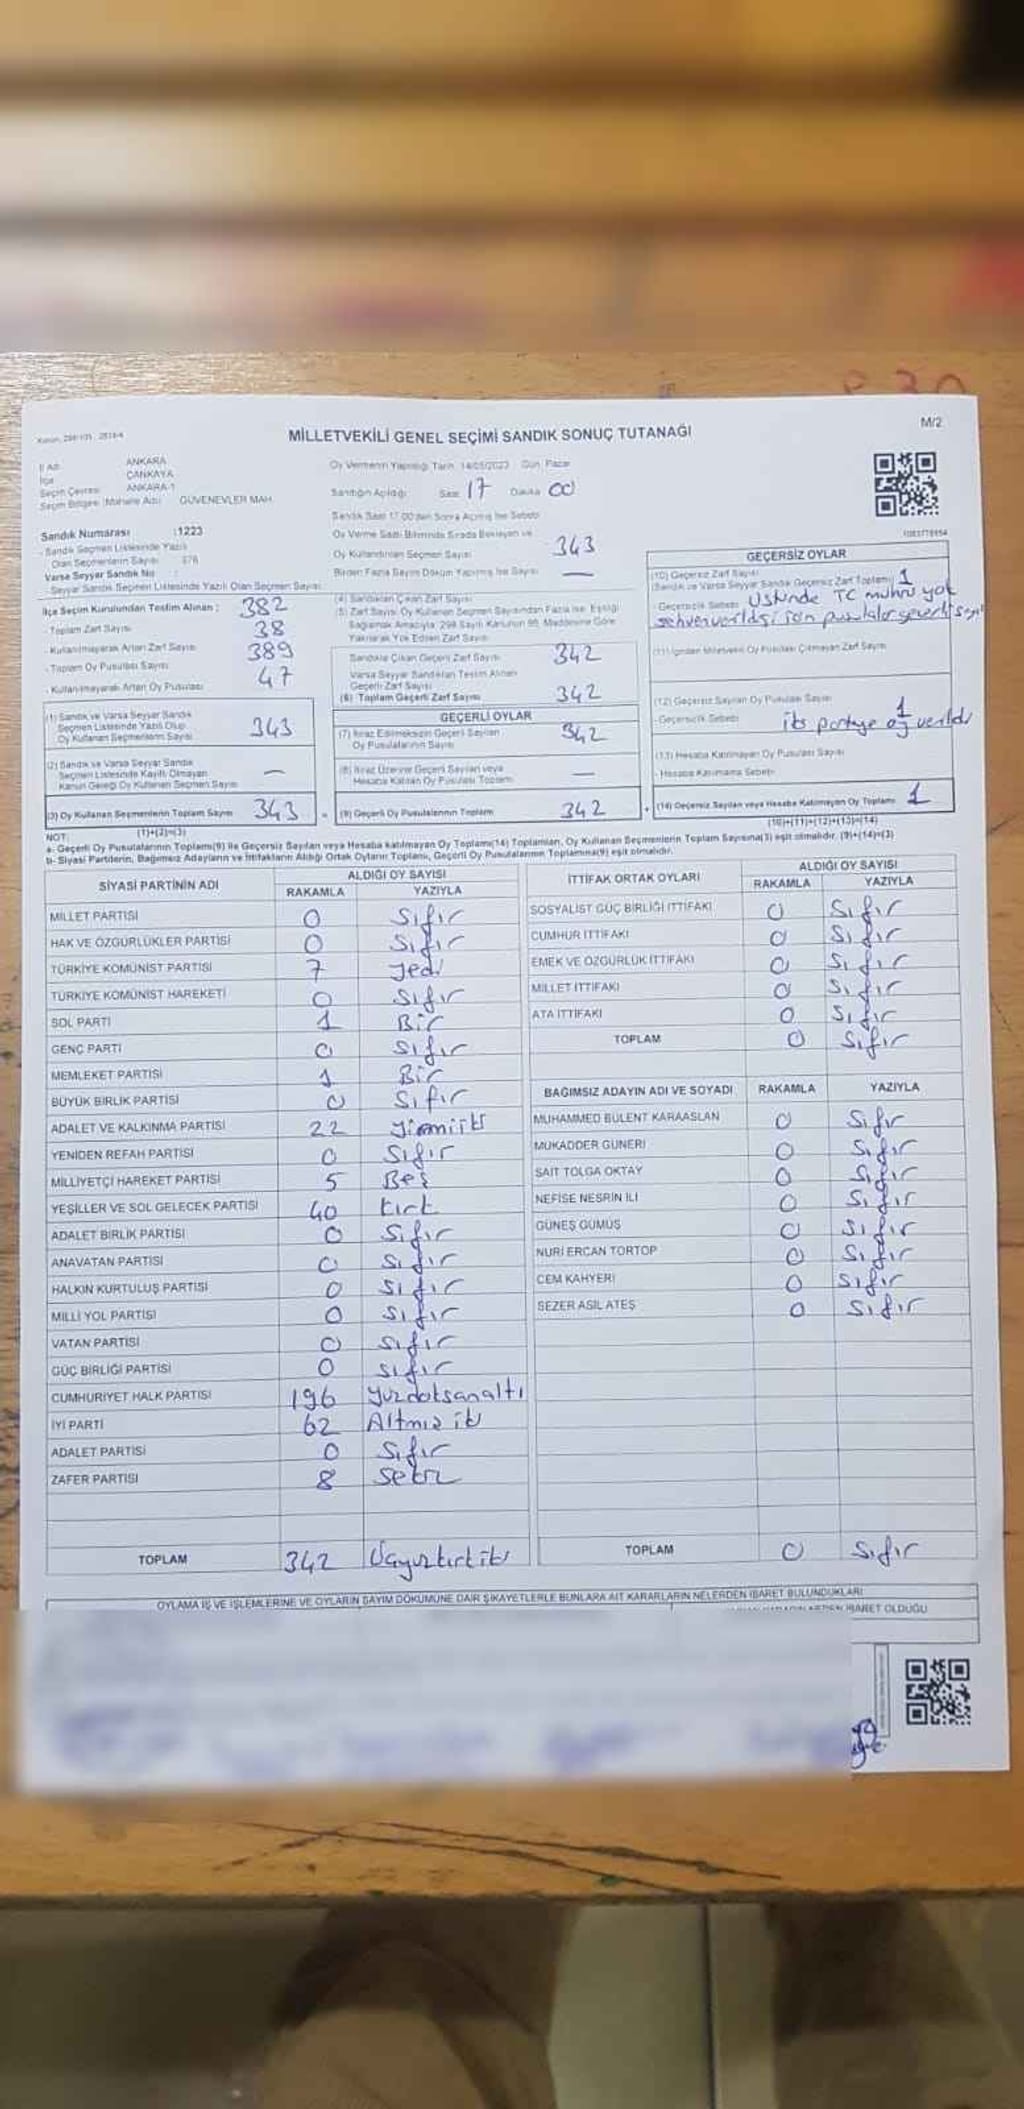 M/2
MİLLETVEKİLİ GENEL SEÇİMİ SANDIK SONUÇ TUTANAĞI
İl Adı ANKARA
İlçe ÇANKAYA
Seçim Çevresi ANKARA-1
Seçim Bölgesi (Mahalle Adı) GÜVENEVLER MAH.
Oy Vermenin Yapıldığı Tarih 14/05/2023 Gün Pazar
Sandığın Açıldığı Saat 17 Dakika 00
Sandık Saat 17:00'den Sonra Açılmış İse Sebebi
Sandık Numarası :1223
- Sandık Seçmen Listesinde Yazılı
Olan Seçmenlerin Sayısı 376
Varsa Seyyar Sandık No :
- Seyyar Sandık Seçmen Listesinde Yazılı Olan Seçmen Sayısı
Oy Verme Saati Bitiminde Sırada Bekleyen ve
Oy Kullandırılan Seçmen Sayısı 343
Birden Fazla Sayım Döküm Yapılmış İse Sayısı —
İlçe Seçim Kurulundan Teslim Alınan :
- Toplam Zarf Sayısı 382
- Kullanılmayarak Artan Zarf Sayısı 38
- Toplam Oy Pusulası Sayısı 389
- Kullanılmayarak Artan Oy Pusulası 47
(4) Sandıktan Çıkan Zarf Sayısı
(5) Zarf Sayısı Oy Kullanan Seçmen Sayısından Fazla İse, Eşitliği
Sağlamak Amacıyla 298 Sayılı Kanunun 98. Maddesine Göre
Yakılarak Yok Edilen Zarf Sayısı
Sandıkta Çıkan Geçerli Zarf Sayısı 342
Varsa Seyyar Sandıktan Teslim Alınan
Geçerli Zarf Sayısı
(6) Toplam Geçerli Zarf Sayısı 342
GEÇERSİZ OYLAR
(10) Geçersiz Zarf Sayısı
(Sandık ve Varsa Seyyar Sandık Geçersiz Zarf Toplamı) 1
- Geçersizlik Sebebi Üstünde TC mührü yok
sehven verildiği için pusulalar geçerli sayıl
(11) İçinden Milletvekili Oy Pusulası Çıkmayan Zarf Sayısı
(12) Geçersiz Sayılan Oy Pusulası Sayısı 1
- Geçersizlik Sebebi iki partiye oy verildi
(13) Hesaba Katılmayan Oy Pusulası Sayısı
- Hesaba Katılmama Sebebi
(14) Geçersiz Sayılan veya Hesaba Katılmayan Oy Toplamı 1
(10)+(11)+(12)+(13)=(14)
(1) Sandık ve Varsa Seyyar Sandık
Seçmen Listesinde Yazılı Olup
Oy Kullanan Seçmenlerin Sayısı 343
(2) Sandık ve Varsa Seyyar Sandık
Seçmen Listesinde Kayıtlı Olmayan
Kanun Gereği Oy Kullanan Seçmen Sayısı —
(3) Oy Kullanan Seçmenlerin Toplam Sayısı 343
(1)+(2)=(3)
GEÇERLİ OYLAR
(7) İtiraz Edilmeksizin Geçerli Sayılan
Oy Pusulalarının Sayısı 342
(8) İtiraz Üzerine Geçerli Sayılan veya
Hesaba Katılan Oy Pusulası Toplamı —
(9) Geçerli Oy Pusulalarının Toplamı 342
NOT:
a- Geçerli Oy Pusulalarının Toplamı(9) ile Geçersiz Sayılan veya Hesaba katılmayan Oy Toplamı(14) Toplamları, Oy Kullanan Seçmenlerin Toplam Sayısına(3) eşit olmalıdır. (9)+(14)=(3)
b- Siyasi Partilerin, Bağımsız Adayların ve İttifakların Aldığı Ortak Oyların Toplamı, Geçerli Oy Pusulalarının Toplamına(9) eşit olmalıdır.
SİYASİ PARTİNİN ADI ALDIĞI OY SAYISI
RAKAMLA YAZIYLA
MİLLET PARTİSİ 0 Sıfır
HAK VE ÖZGÜRLÜKLER PARTİSİ 0 Sıfır
TÜRKİYE KOMÜNİST PARTİSİ 7 Yedi
TÜRKİYE KOMÜNİST HAREKETİ 0 Sıfır
SOL PARTİ 1 Bir
GENÇ PARTİ 0 Sıfır
MEMLEKET PARTİSİ 1 Bir
BÜYÜK BİRLİK PARTİSİ 0 Sıfır
ADALET VE KALKINMA PARTİSİ 22 Yirmiiki
YENİDEN REFAH PARTİSİ 0 Sıfır
MİLLİYETÇİ HAREKET PARTİSİ 5 Beş
YEŞİLLER VE SOL GELECEK PARTİSİ 40 kırk
ADALET BİRLİK PARTİSİ 0 Sıfır
ANAVATAN PARTİSİ 0 Sıfır
HALKIN KURTULUŞ PARTİSİ 0 Sıfır
MİLLİ YOL PARTİSİ 0 Sıfır
VATAN PARTİSİ 0 Sıfır
GÜÇ BİRLİĞİ PARTİSİ 0 Sıfır
CUMHURİYET HALK PARTİSİ 196 Yüzdoksanaltı
İYİ PARTİ 62 Altmış iki
ADALET PARTİSİ 0 Sıfır
ZAFER PARTİSİ 8 Sekiz
TOPLAM 342 Üçyüzkırkiki
İTTİFAK ORTAK OYLARI ALDIĞI OY SAYISI
RAKAMLA YAZIYLA
SOSYALİST GÜÇ BİRLİĞİ İTTİFAKI 0 Sıfır
CUMHUR İTTİFAKI 0 Sıfır
EMEK VE ÖZGÜRLÜK İTTİFAKI 0 Sıfır
MİLLET İTTİFAKI 0 Sıfır
ATA İTTİFAKI 0 Sıfır
TOPLAM 0 Sıfır
BAĞIMSIZ ADAYIN ADI VE SOYADI RAKAMLA YAZIYLA
MUHAMMED BÜLENT KARAASLAN 0 Sıfır
MUKADDER GÜNERİ 0 Sıfır
SAİT TOLGA OKTAY 0 Sıfır
NEFİSE NESRİN İLİ 0 Sıfır
GÜNEŞ GÜMÜŞ 0 Sıfır
NURİ ERCAN TORTOP 0 Sıfır
CEM KAHYERİ 0 Sıfır
SEZER ASİL ATEŞ 0 Sıfır
TOPLAM 0 Sıfır
OYLAMA İŞ VE İŞLEMLERİNE VE OYLARIN SAYIM DÖKÜMÜNE DAİR ŞİKAYETLERLE BUNLARA AİT KARARLARIN NELERDEN İBARET BULUNDUKLARI
İBARET OLDUĞU